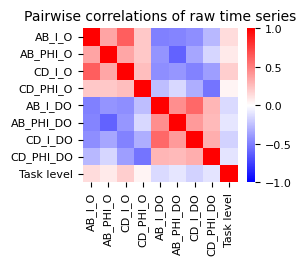 Pairwise correlations of raw time series
AB_I_O
AB_PHI_O
CD_I_O
CD_PHI_O
AB_I_DO
AB_PHI_DO
CD_I_DO
CD_PHI_DO
Task level
AB_I_O
AB_PHI_O
CD_I_O
CD_PHI_O
AB_I_DO
AB_PHI_DO
CD_I_DO
CD_PHI_DO
Task level
1.0
0.5
0.0
−0.5
−1.0